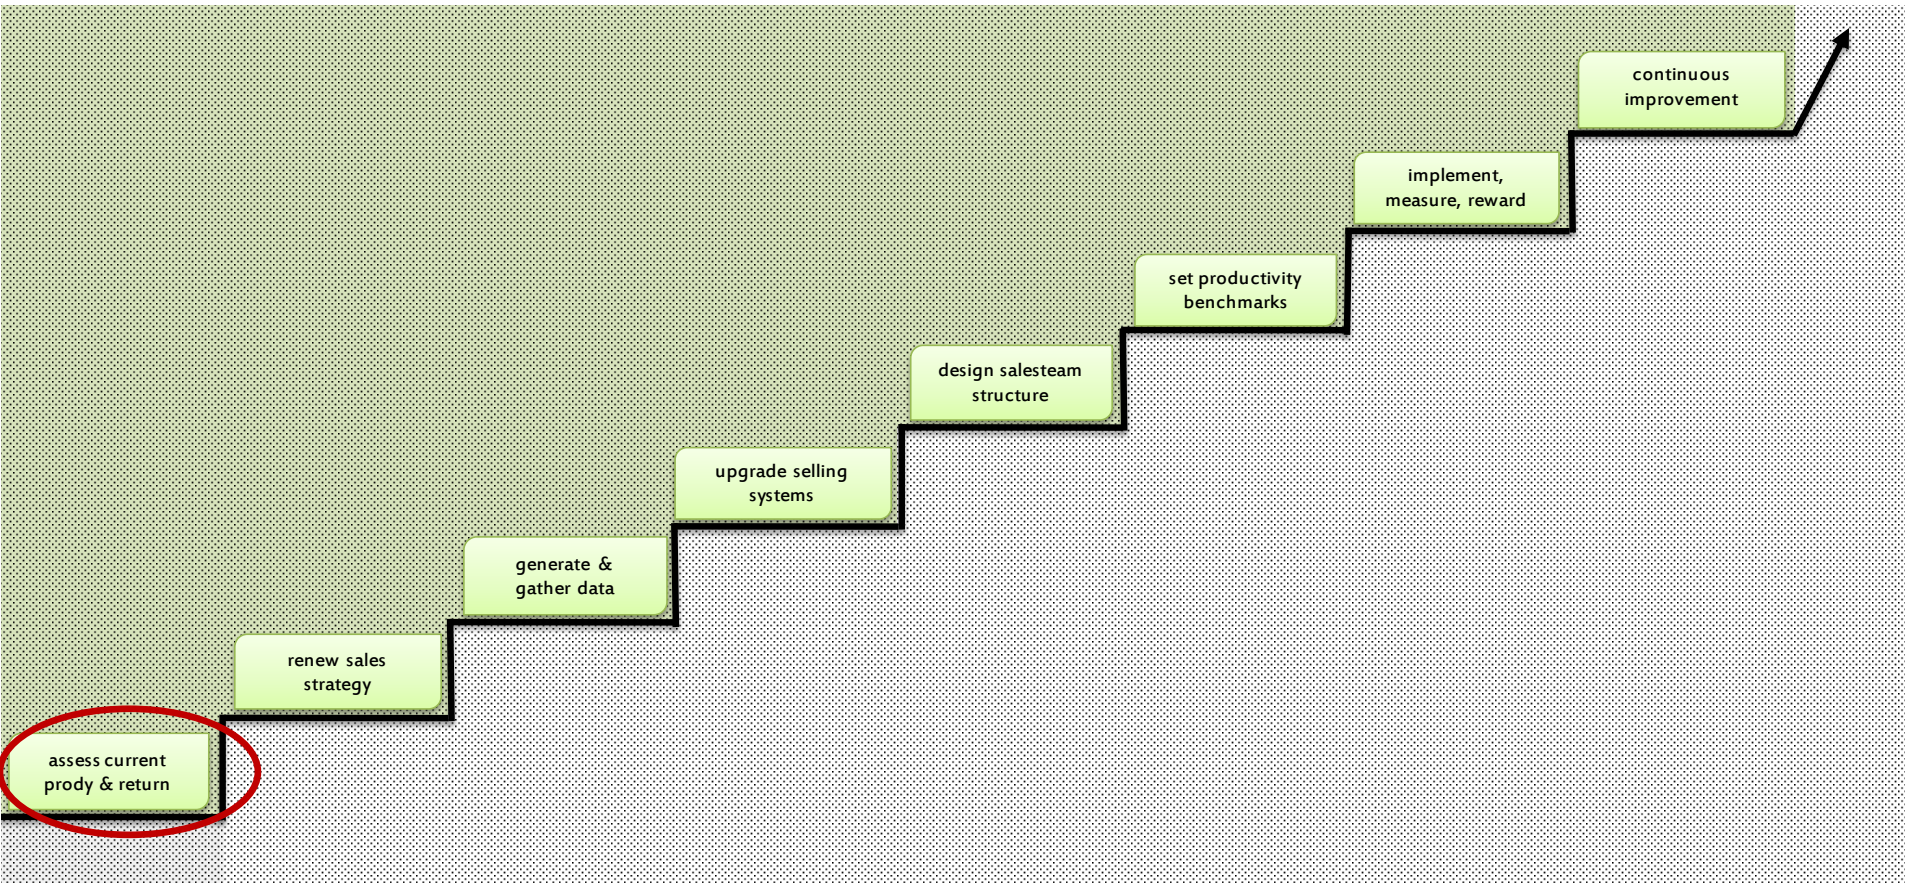 continuous
improvement
implement,
measure, reward
set productivity
benchmarks
design salesteam
structure
upgrade selling
systems
generate &
gather data
renew sales
strategy
assess current
prody & return